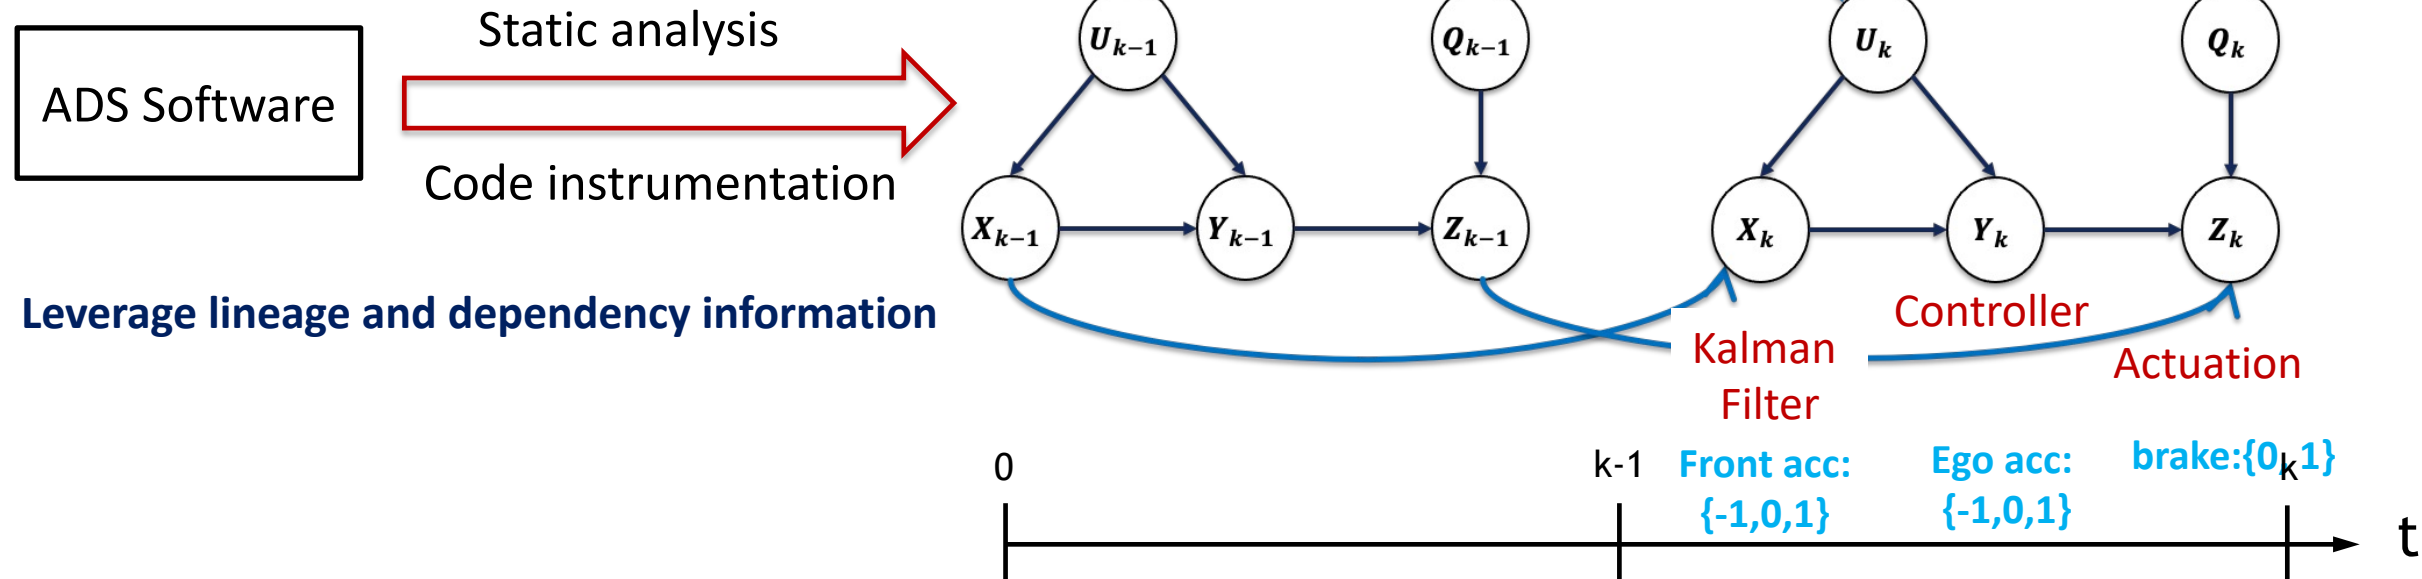 ADS Software
Static analysis
Code instrumentation
Leverage lineage and dependency information
U_{k-1}
Q_{k-1}
U_k
Q_k
X_{k-1}
Y_{k-1}
Z_{k-1}
X_k
Y_k
Z_k
Kalman
Filter
Controller
Actuation
0
k-1
Front acc:
{-1,0,1}
Ego acc:
{-1,0,1}
brake:{0,1}
k
t